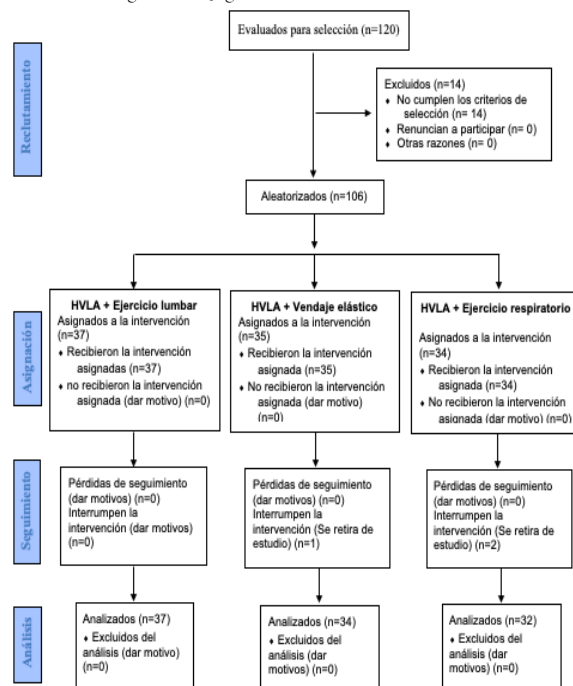 Evaluados para selección (n=120)
Reclutamiento
Excluidos (n=14)
♦ No cumplen los criterios de
selección (n= 14)
♦ Renuncian a participar (n= 0)
♦ Otras razones (n= 0)
Aleatorizados (n=106)
Asignación
HVLA + Ejercicio lumbar
Asignados a la intervención
(n=37)
♦ Recibieron la intervención
asignadas (n=37)
♦ no recibieron la intervención
asignada (dar motivo) (n=0)
HVLA + Vendaje elástico
Asignados a la intervención
(n=35)
♦ Recibieron la intervención
asignada (n=35)
♦ No recibieron la intervención
asignada (dar motivo)
(n=0)
HVLA + Ejercicio respiratorio
Asignados a la intervención
(n=34)
♦ Recibieron la intervención
asignada (n=34)
♦ No recibieron la intervención
asignada (dar motivo) (n=0)
Seguimiento
Pérdidas de seguimiento
(dar motivos) (n=0)
Interrumpen la
intervención (dar motivos)
(n=0)
Pérdidas de seguimiento
(dar motivos) (n=0)
Interrumpen la
intervención (Se retira de
estudio) (n=1)
Pérdidas de seguimiento
(dar motivos) (n=0)
Interrumpen la
intervención (Se retira de
estudio) (n=2)
Análisis
Analizados (n=37)
♦ Excluidos del
análisis (dar motivo)
(n=0)
Analizados (n=34)
♦ Excluidos del
análisis (dar
motivos) (n=0)
Analizados (n=32)
♦ Excluidos del
análisis (dar
motivos) (n=0)